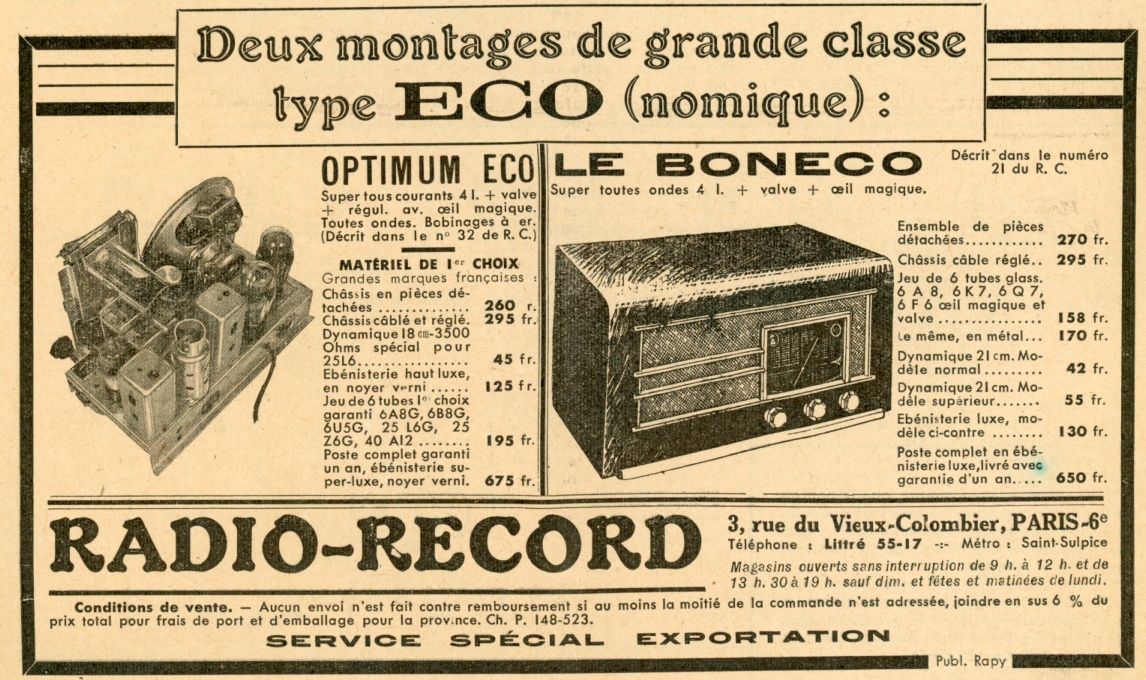 Deux montages de grande classe
type ECO (nomique) :
OPTIMUM ECO
Super tous courants 4 l. + valve
+ régul. av. œil magique.
Toutes ondes. Bobinages à er.
(Décrit dans le n° 32 de R. C.)
MATÉRIEL DE 1er CHOIX
Grandes marques françaises :
Châssis en pièces dé-
tachées .............. 260 r.
Châssis câblé et réglé. 295 fr.
Dynamique 18 cm-3500
Ohms spécial pour
25L6................. 45 fr.
Ebénisterie haut luxe,
en noyer verni ...... 125 fr.
Jeu de 6 tubes 1er choix
garanti 6A8G, 6B8G,
6U5G, 25 L6G, 25
Z6G, 40 A12 ........ 195 fr.
Poste complet garanti
un an, ébénisterie su-
per-luxe, noyer verni. 675 fr.
LE BONECO
Décrit dans le numéro
21 du R. C.
Super toutes ondes 4 l. + valve + œil magique.
Ensemble de pièces
détachées............ 270 fr.
Châssis câble réglé.. 295 fr.
Jeu de 6 tubes glass.
6 A 8, 6 K 7, 6 Q 7,
6 F 6 œil magique et
valve ................ 158 fr.
Le même, en métal... 170 fr.
Dynamique 21 cm. Mo-
dèle normal .......... 42 fr.
Dynamique 21 cm. Mo-
dèle supérieur....... 55 fr.
Ebénisterie luxe, mo-
dèle ci-contre ........ 130 fr.
Poste complet en ébé-
nisterie luxe, livré avec
garantie d'un an..... 650 fr.
RADIO-RECORD
3, rue du Vieux-Colombier, PARIS-6e
Téléphone : Littré 55-17 -:- Métro : Saint-Sulpice
Magasins ouverts sans interruption de 9 h. à 12 h. et de
13 h. 30 à 19 h. sauf dim. et fêtes et matinées de lundi.
Conditions de vente. — Aucun envoi n'est fait contre remboursement si au moins la moitié de la commande n'est adressée, joindre en sus 6 % du
prix total pour frais de port et d'emballage pour la province. Ch. P. 148-523.
SERVICE SPÉCIAL EXPORTATION
Publ. Rapy